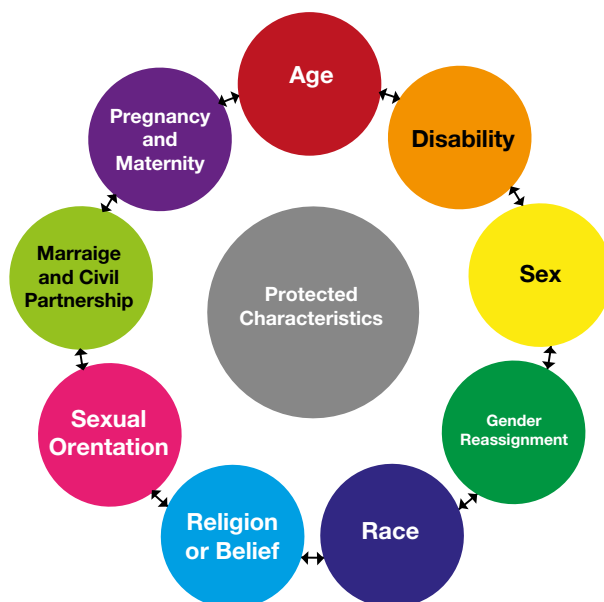 Age
Disability
Sex
Gender
Reassignment
Race
Religion
or Belief
Sexual
Orentation
Marraige
and Civil
Partnership
Pregnancy
and
Maternity
Protected
Characteristics